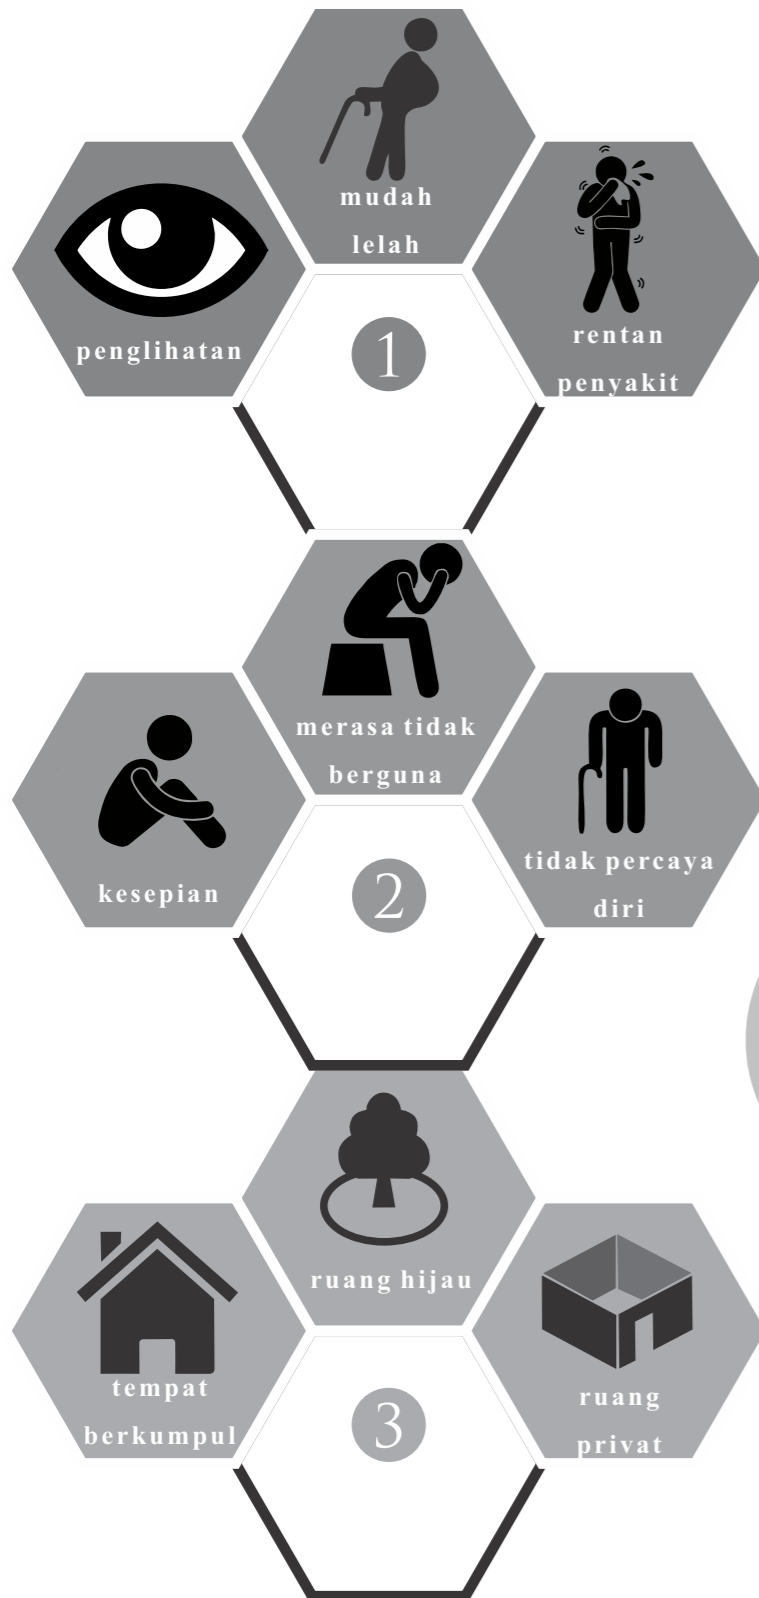 mudah
lelah
penglihatan
rentan
penyakit
1
merasa tidak
berguna
kesepian
tidak percaya
diri
2
ruang hijau
tempat
berkumpul
ruang
privat
3